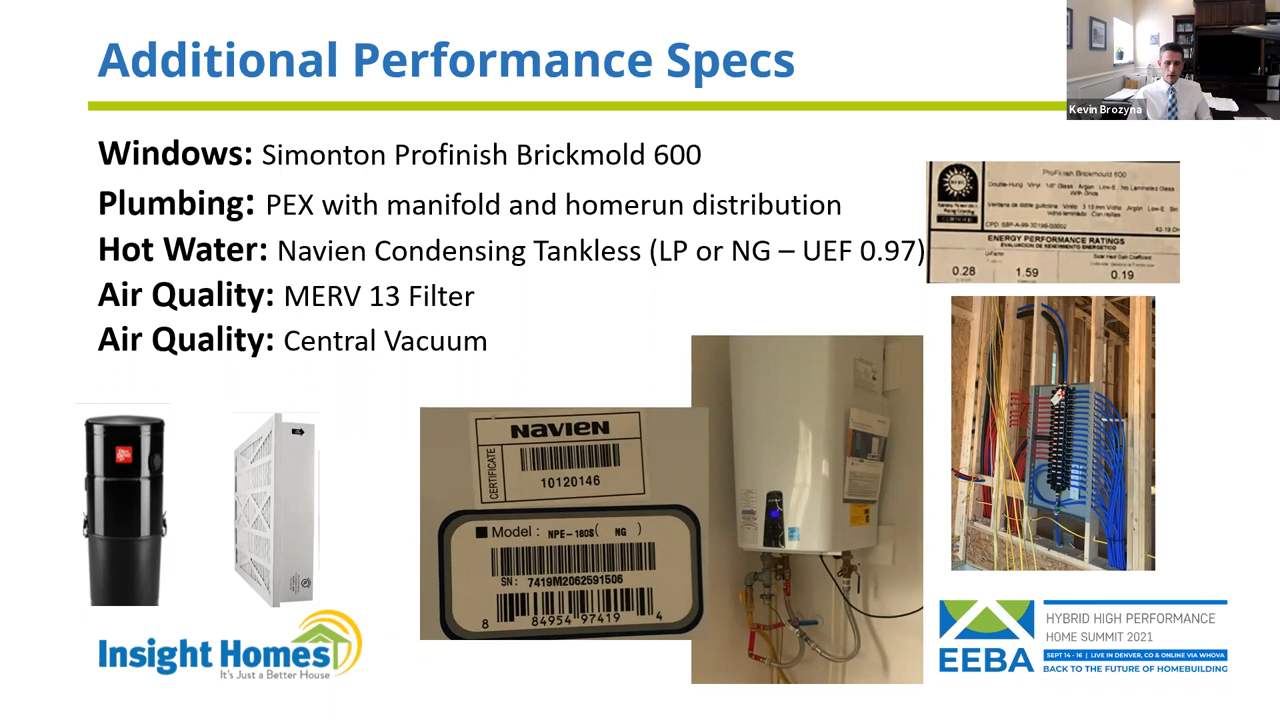 Additional Performance Specs
Kevin Brozyna
Windows: Simonton Profinish Brickmold 600
Plumbing: PEX with manifold and homerun distribution
Hot Water: Navien Condensing Tankless (LP or NG – UEF 0.97)
Air Quality: MERV 13 Filter
Air Quality: Central Vacuum
ProFinish Brickmould 600
ENERGY PERFORMANCE RATINGS
0.28 1.59 0.19
NAVIEN
CERTIFICATE
10120146
Model : NPE-180S( NG )
SN: 7419M2062591506
8 84954 97419 4
Insight Homes
It's Just a Better House
EEBA
HYBRID HIGH PERFORMANCE
HOME SUMMIT 2021
SEPT 14 - 16 | LIVE IN DENVER, CO & ONLINE VIA WHOVA
BACK TO THE FUTURE OF HOMEBUILDING